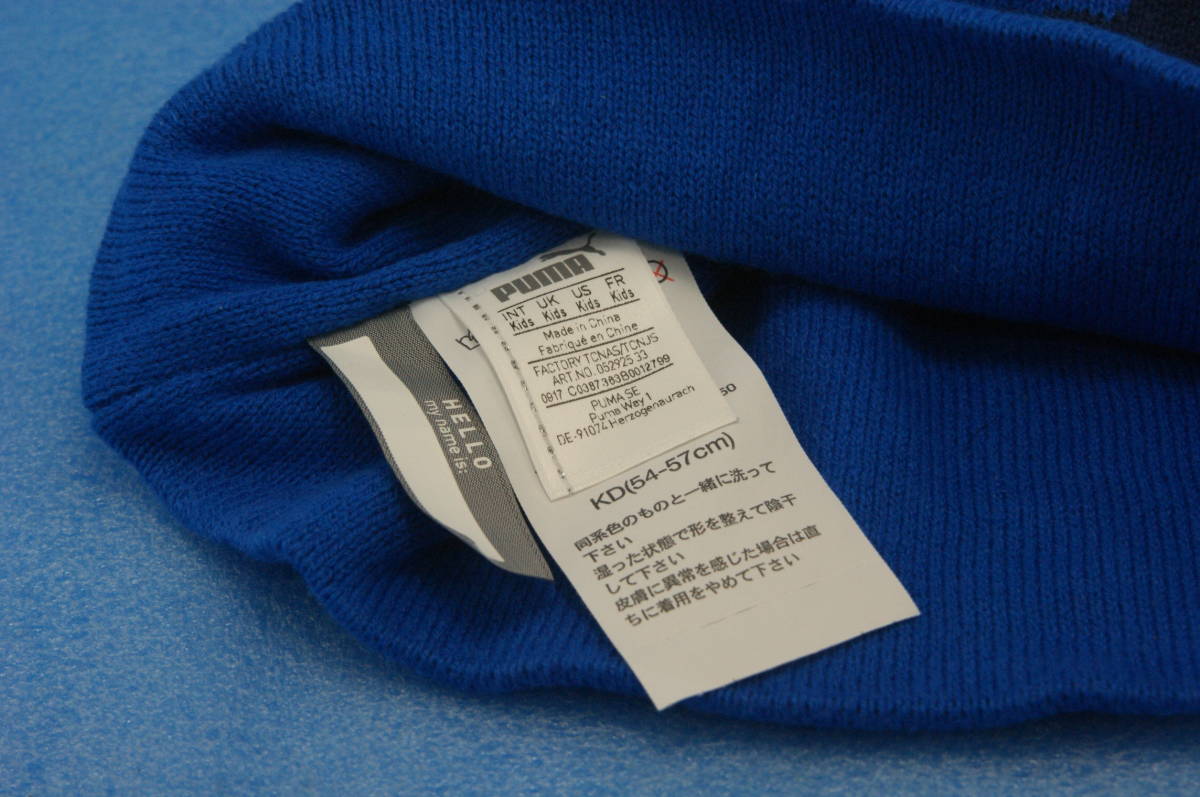 PUMA
INT UK US FR
Kids Kids Kids Kids
Made in China
Fabriqué en Chine
FACTORY TCNAS/TCNJS
ART.NO. 052925 33
0917 C0387383B0012799
PUMA SE
Puma Way 1
DE-91074 Herzogenaurach
HELLO
my name is:
KD(54-57cm)
同系色のものと一緒に洗って
下さい
湿った状態で形を整えて陰干
して下さい
皮膚に異常を感じた場合は直
ちに着用をやめて下さい